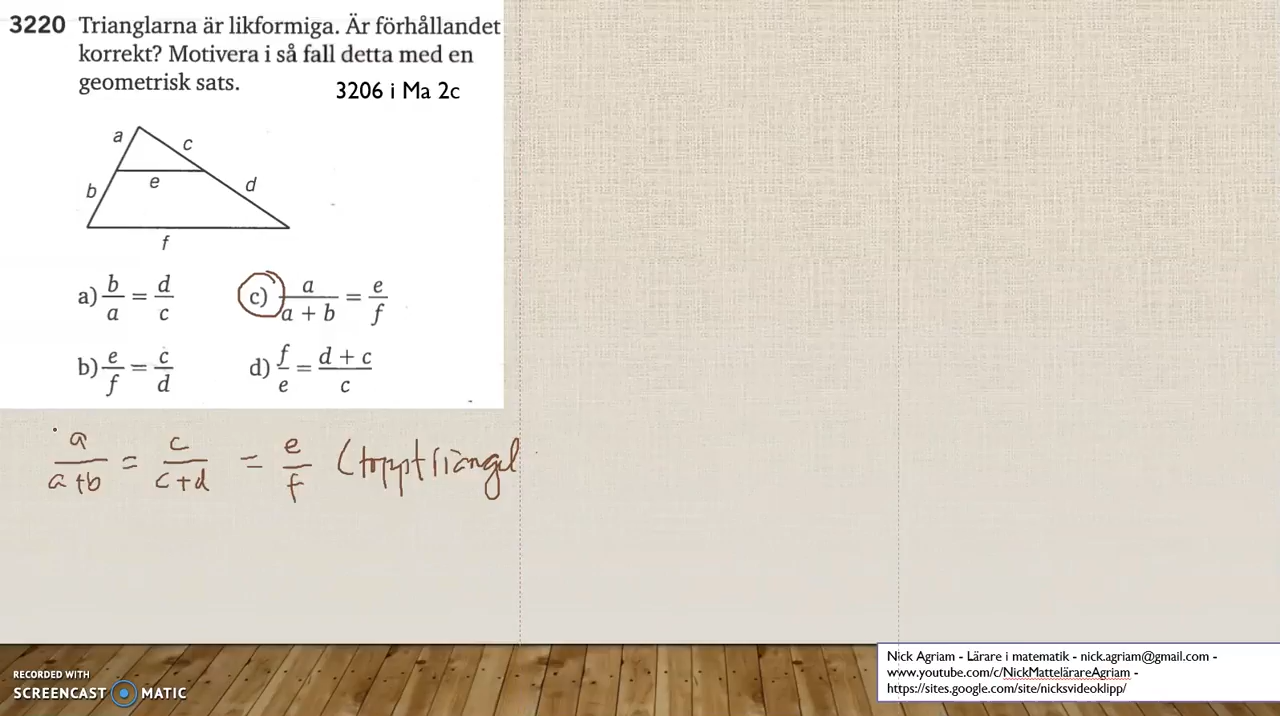 3220 Trianglarna är likformiga. Är förhållandet
korrekt? Motivera i så fall detta med en
geometrisk sats.
3206 i Ma 2c
a
c
e
b
d
f
a) b/a = d/c
c) a/(a + b) = e/f
b) e/f = c/d
d) f/e = (d + c)/c
a/(a+b) = c/(c+d) = e/f (topptriangel
RECORDED WITH
SCREENCAST MATIC
Nick Agriam - Lärare i matematik - nick.agriam@gmail.com -
www.youtube.com/c/NickMattelärareAgriam -
https://sites.google.com/site/nicksvideoklipp/